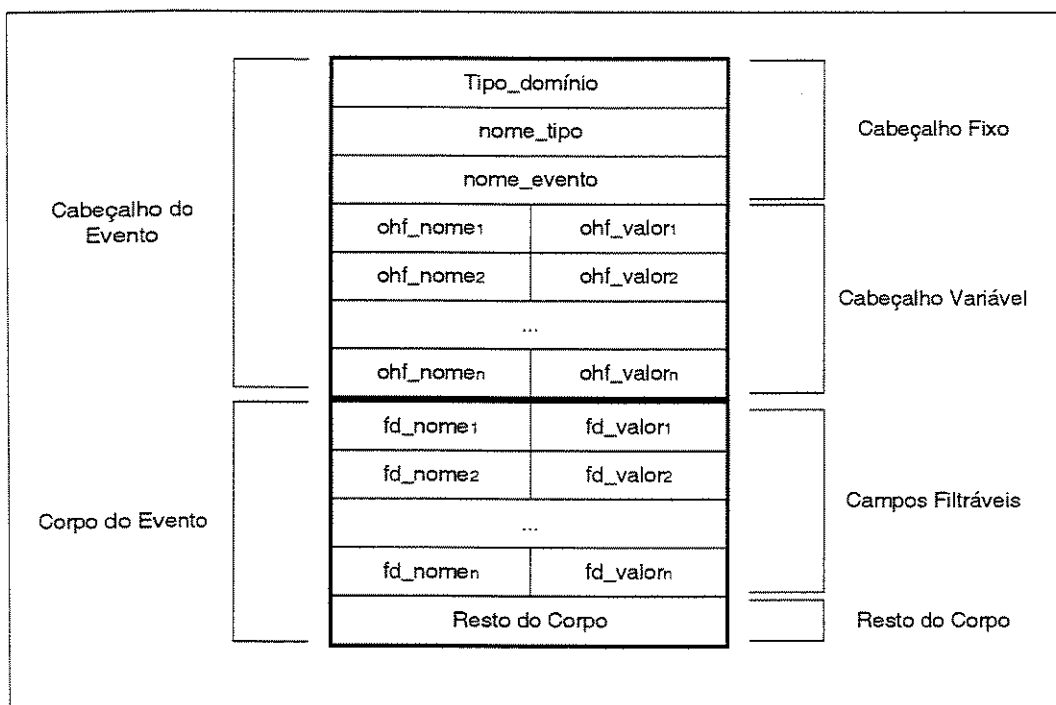 Tipo_domínio
nome_tipo
Cabeçalho Fixo
nome_evento
Cabeçalho do
Evento
ohf_nome1 ohf_valor1
ohf_nome2 ohf_valor2
Cabeçalho Variável
...
ohf_nomen ohf_valorn
fd_nome1 fd_valor1
fd_nome2 fd_valor2
Campos Filtráveis
Corpo do Evento
...
fd_nomen fd_valorn
Resto do Corpo
Resto do Corpo